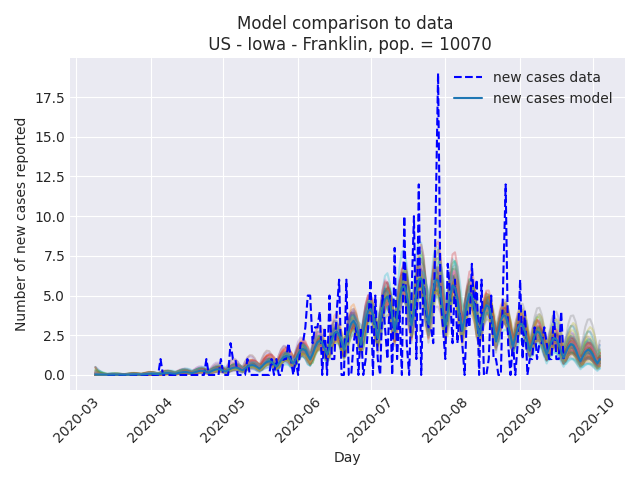 Model comparison to data
US - Iowa - Franklin, pop. = 10070
new cases data
new cases model
Number of new cases reported
17.5
15.0
12.5
10.0
7.5
5.0
2.5
0.0
2020-03
2020-04
2020-05
2020-06
2020-07
2020-08
2020-09
2020-10
Day